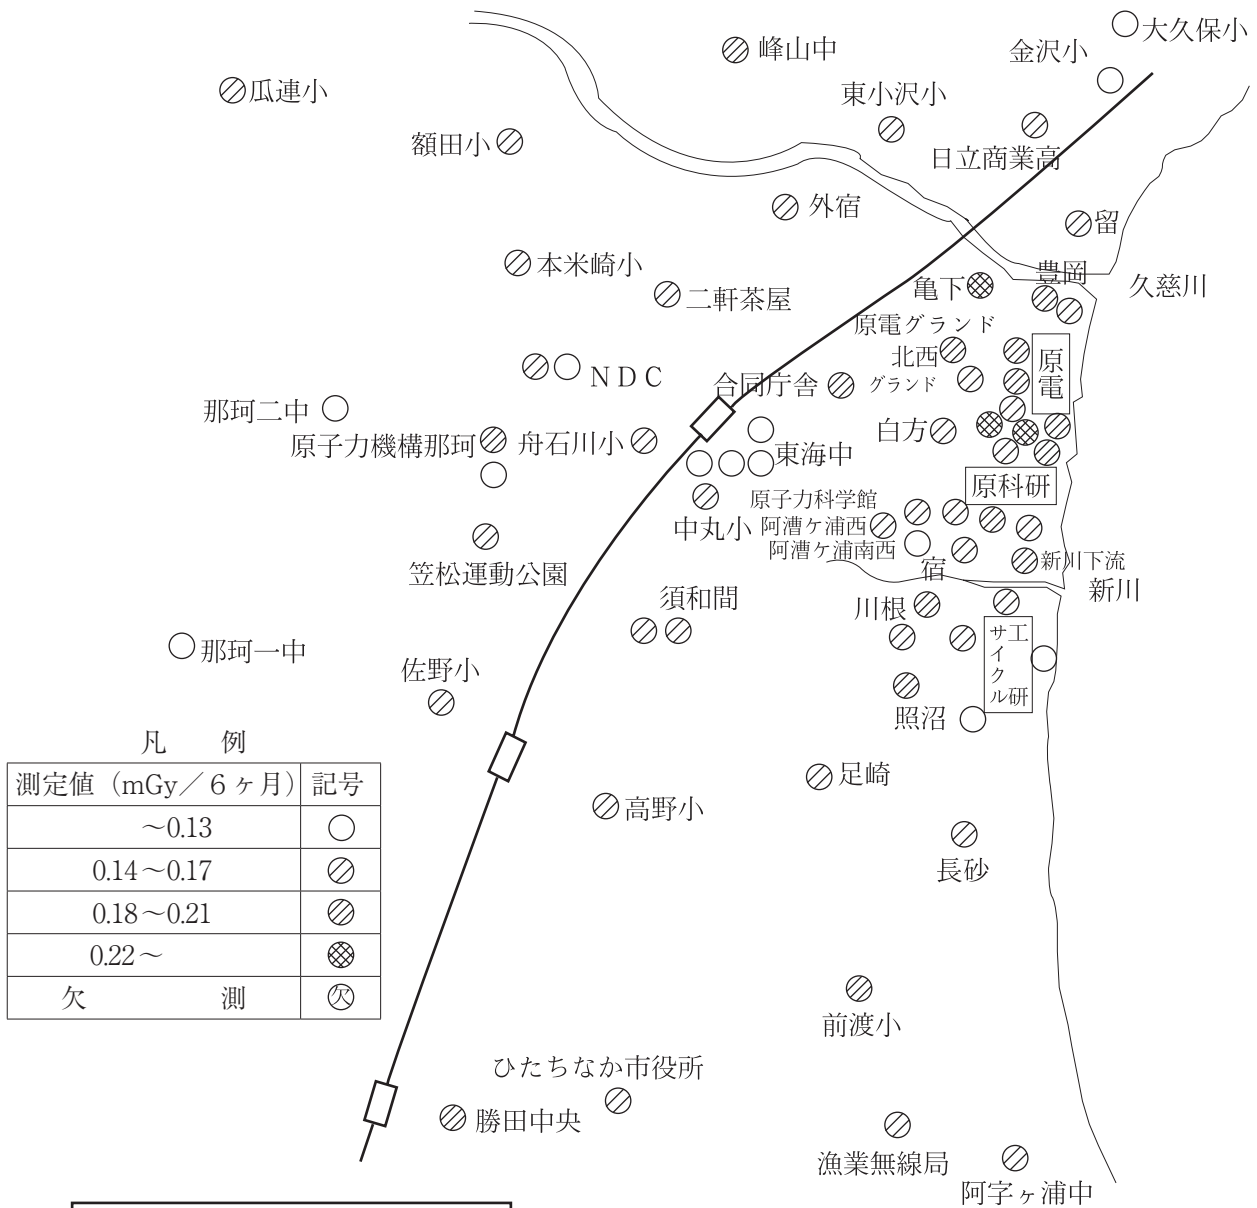 大久保小
峰山中
金沢小
瓜連小
東小沢小
額田小
日立商業高
外宿
留
本米崎小
豊岡
亀下
久慈川
二軒茶屋
原電グランド
北西
原電
NDC
合同庁舎
グランド
那珂二中
原子力機構那珂
舟石川小
白方
東海中
原科研
原子力科学館
中丸小
阿漕ケ浦西
阿漕ケ浦南西
新川下流
宿
笠松運動公園
新川
須和間
川根
サイクル工研
那珂一中
佐野小
照沼
凡 例
測定値(mGy/6ヶ月) 記号
~0.13
0.14~0.17
0.18~0.21
0.22~
欠 測 欠
足崎
高野小
長砂
前渡小
ひたちなか市役所
勝田中央
漁業無線局
阿字ヶ浦中